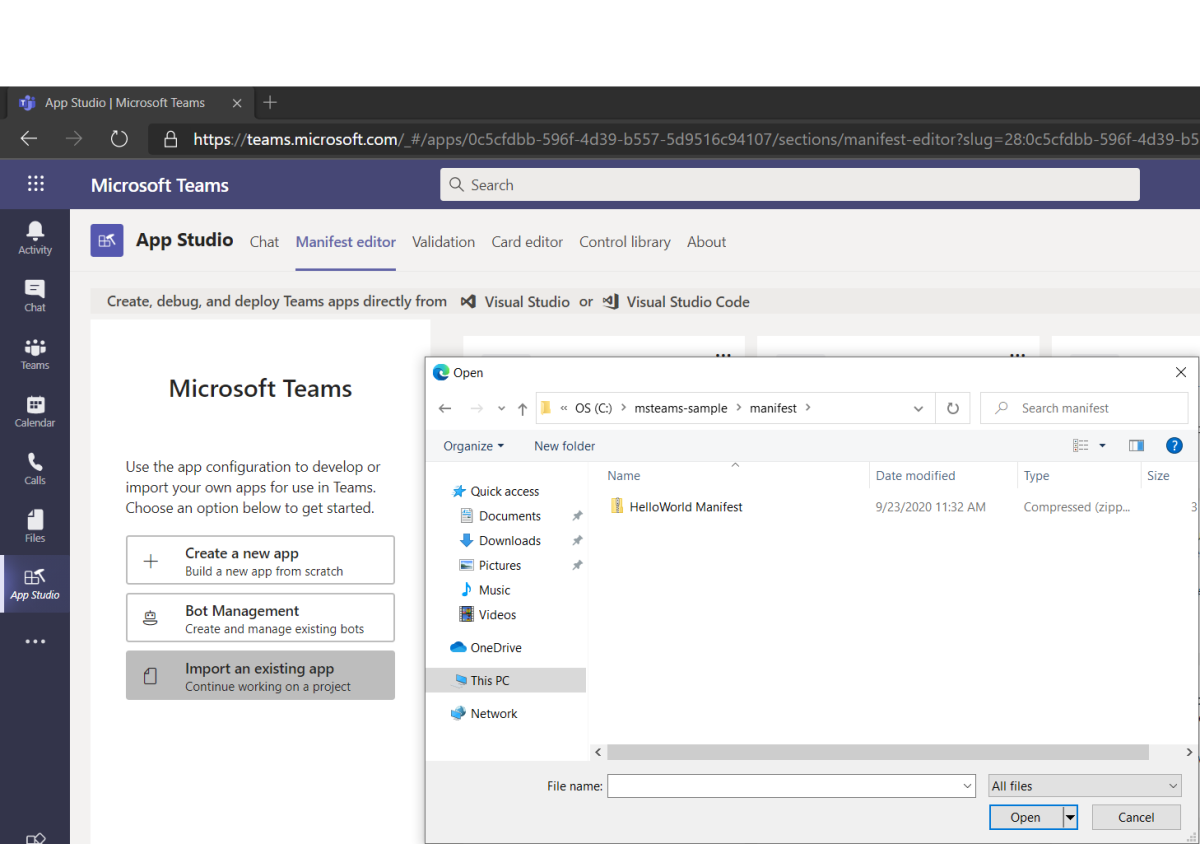 App Studio | Microsoft Teams
https://teams.microsoft.com/_#/apps/0c5cfdbb-596f-4d39-b557-5d9516c94107/sections/manifest-editor?slug=28:0c5cfdbb-596f-4d39-b5
Microsoft Teams
Search
Activity
Chat
Teams
Calendar
Calls
Files
App Studio
App Studio Chat Manifest editor Validation Card editor Control library About
Create, debug, and deploy Teams apps directly from Visual Studio or Visual Studio Code
Microsoft Teams
Use the app configuration to develop or
import your own apps for use in Teams.
Choose an option below to get started.
Create a new app
Build a new app from scratch
Bot Management
Create and manage existing bots
Import an existing app
Continue working on a project
Open
« OS (C:) > msteams-sample > manifest >
Search manifest
Organize New folder
Name Date modified Type Size
HelloWorld Manifest 9/23/2020 11:32 AM Compressed (zipp... 3
Quick access
Documents
Downloads
Pictures
Music
Videos
OneDrive
This PC
Network
File name:
All files
Open Cancel